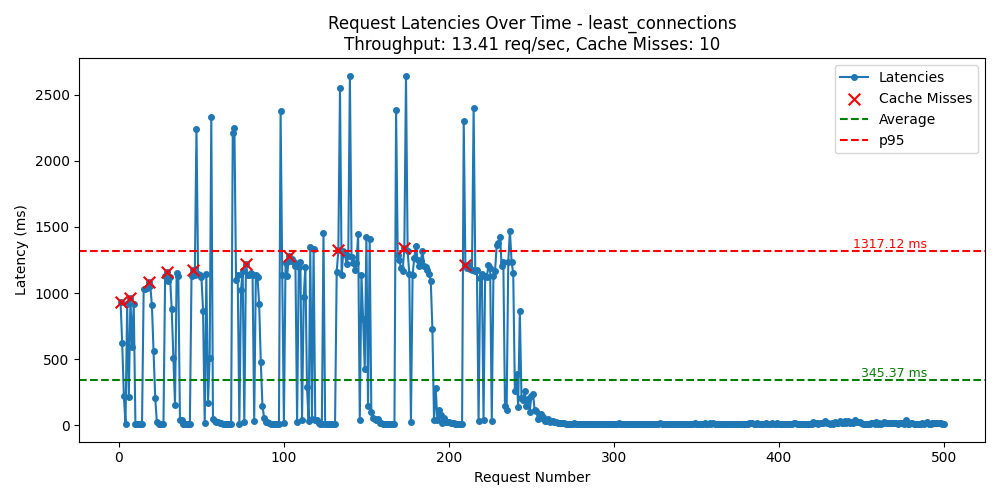 Request Latencies Over Time - least_connections
Throughput: 13.41 req/sec, Cache Misses: 10
Latencies
Cache Misses
Average
p95
1317.12 ms
345.37 ms
Latency (ms)
2500
2000
1500
1000
500
0
0
100
200
300
400
500
Request Number